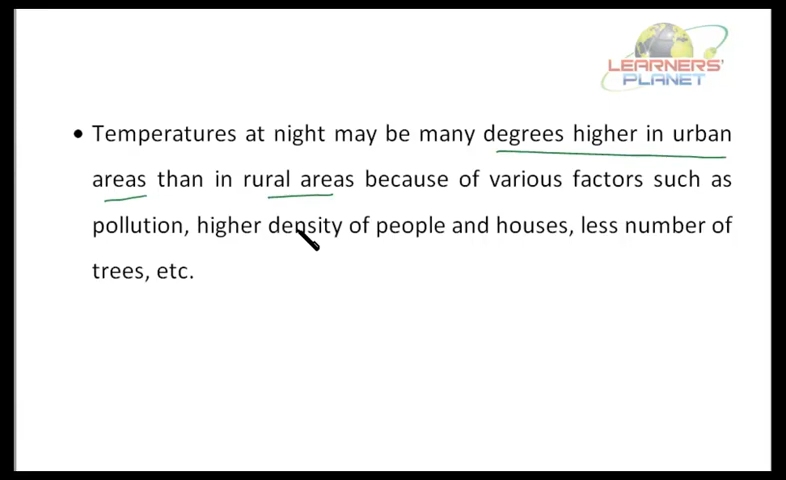 LEARNERS'
PLANET
• Temperatures at night may be many degrees higher in urban
areas than in rural areas because of various factors such as
pollution, higher density of people and houses, less number of
trees, etc.